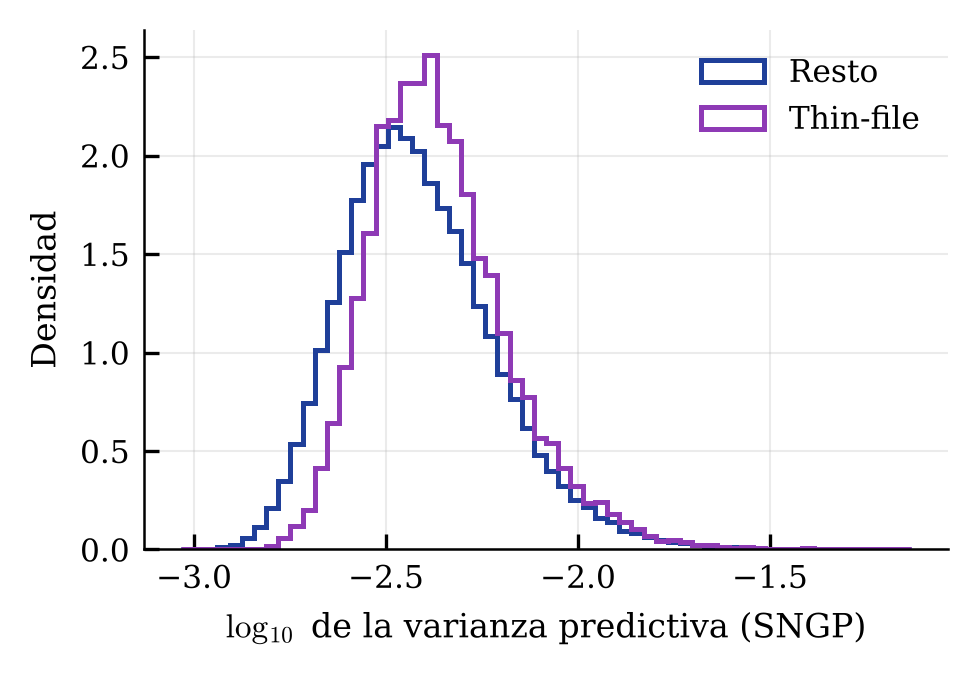 2.5
2.0
1.5
1.0
0.5
0.0
Densidad
Resto
Thin-file
−3.0 −2.5 −2.0 −1.5
log₁₀ de la varianza predictiva (SNGP)